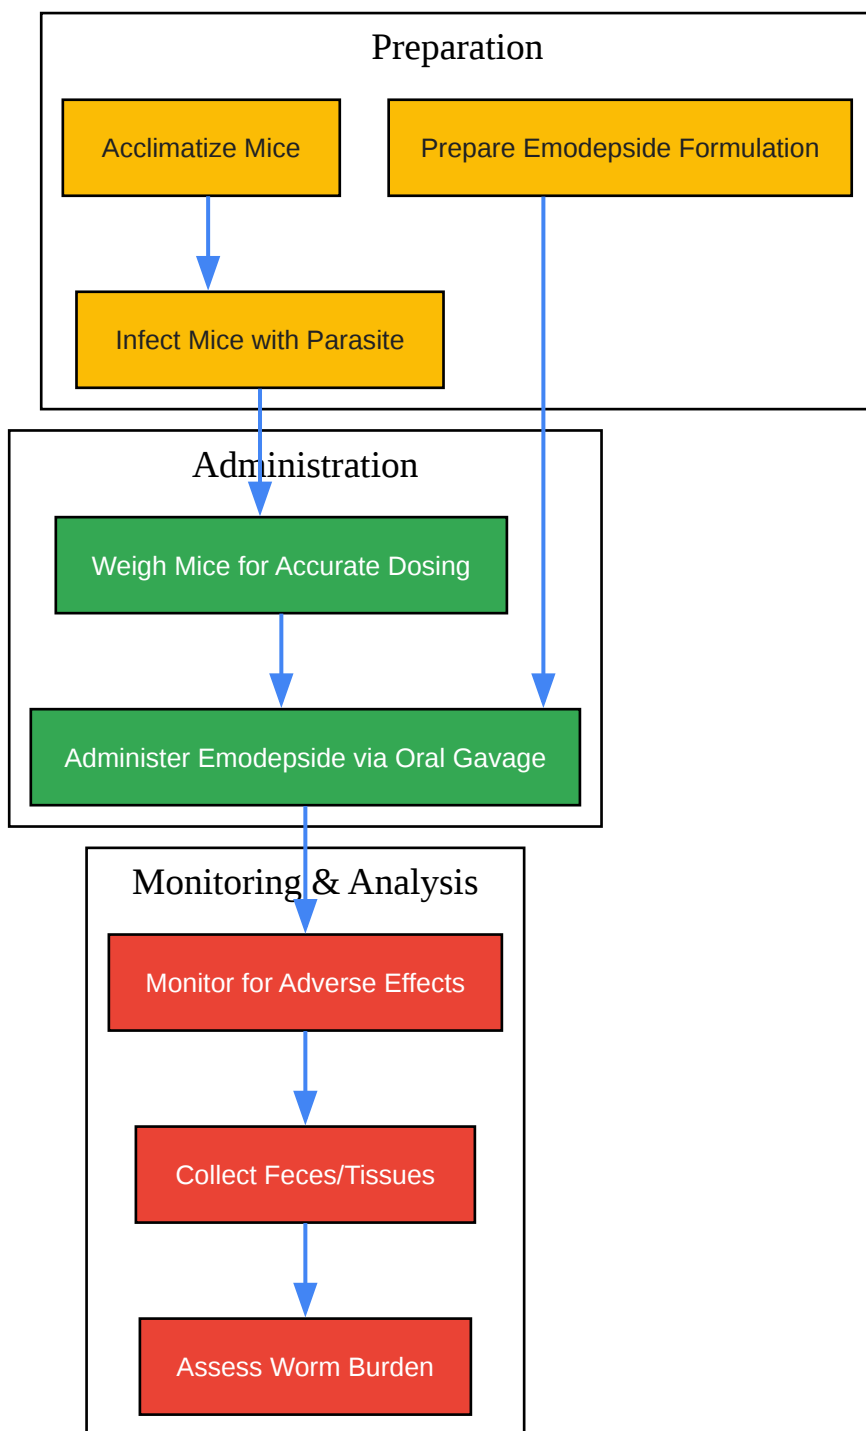 Preparation
Acclimatize Mice
Prepare Emodepside Formulation
Infect Mice with Parasite
Administration
Weigh Mice for Accurate Dosing
Administer Emodepside via Oral Gavage
Monitoring & Analysis
Monitor for Adverse Effects
Collect Feces/Tissues
Assess Worm Burden